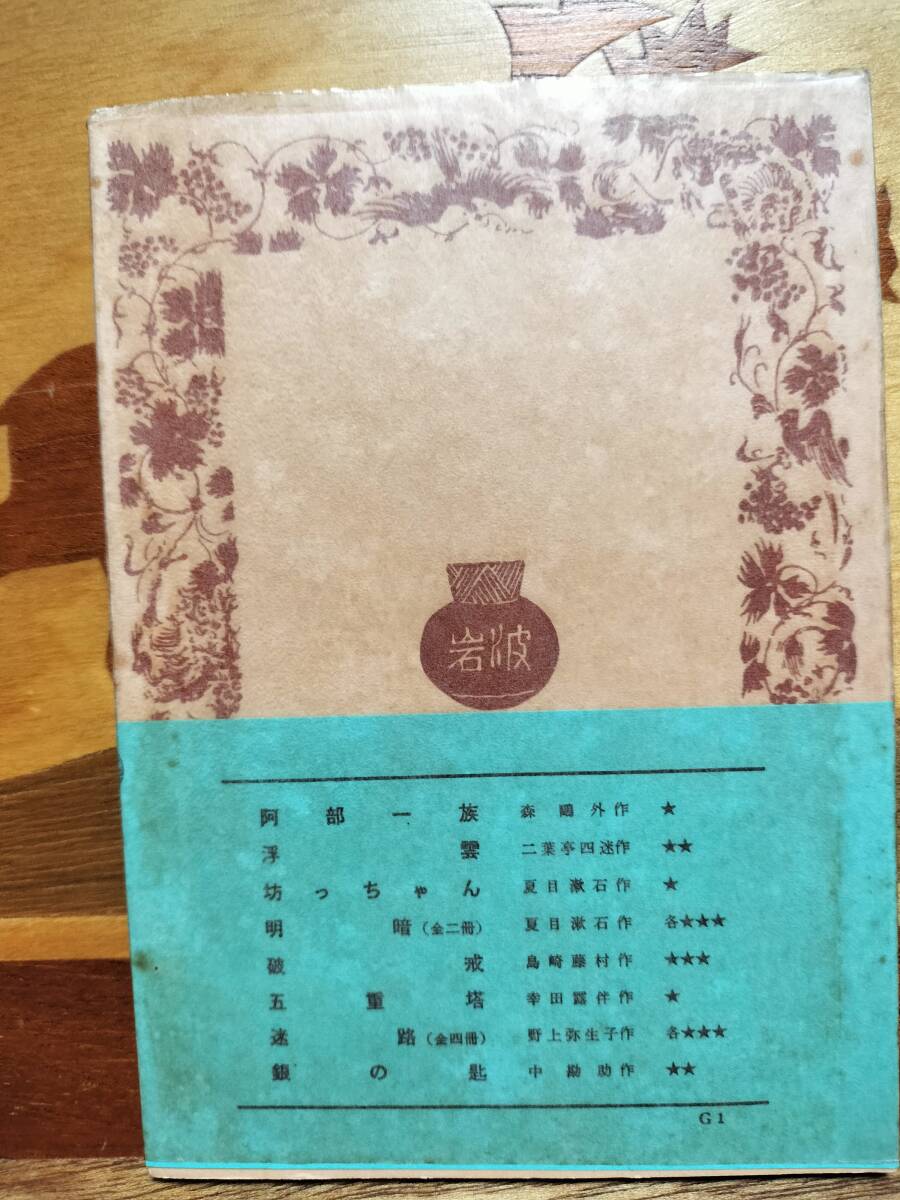 岩波
阿部一族 森鷗外作 ★
浮雲 二葉亭四迷作 ★★
坊っちゃん 夏目漱石作 ★
明暗(全二冊) 夏目漱石作 各★★★
破戒 島崎藤村作 ★★★
五重塔 幸田露伴作 ★
迷路(全四冊) 野上弥生子作 各★★★
銀の匙 中勘助作 ★★
G1